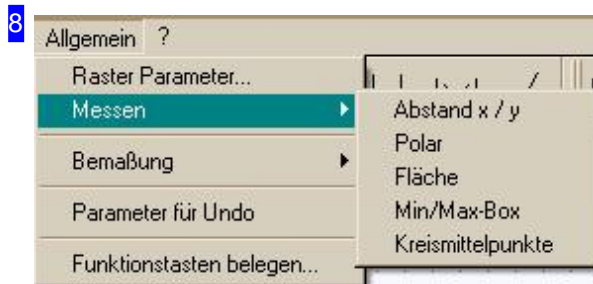 8
Allgemein ?
Raster Parameter...
Messen
Bemaßung
Parameter für Undo
Funktionstasten belegen...
Abstand x / y
Polar
Fläche
Min/Max-Box
Kreismittelpunkte